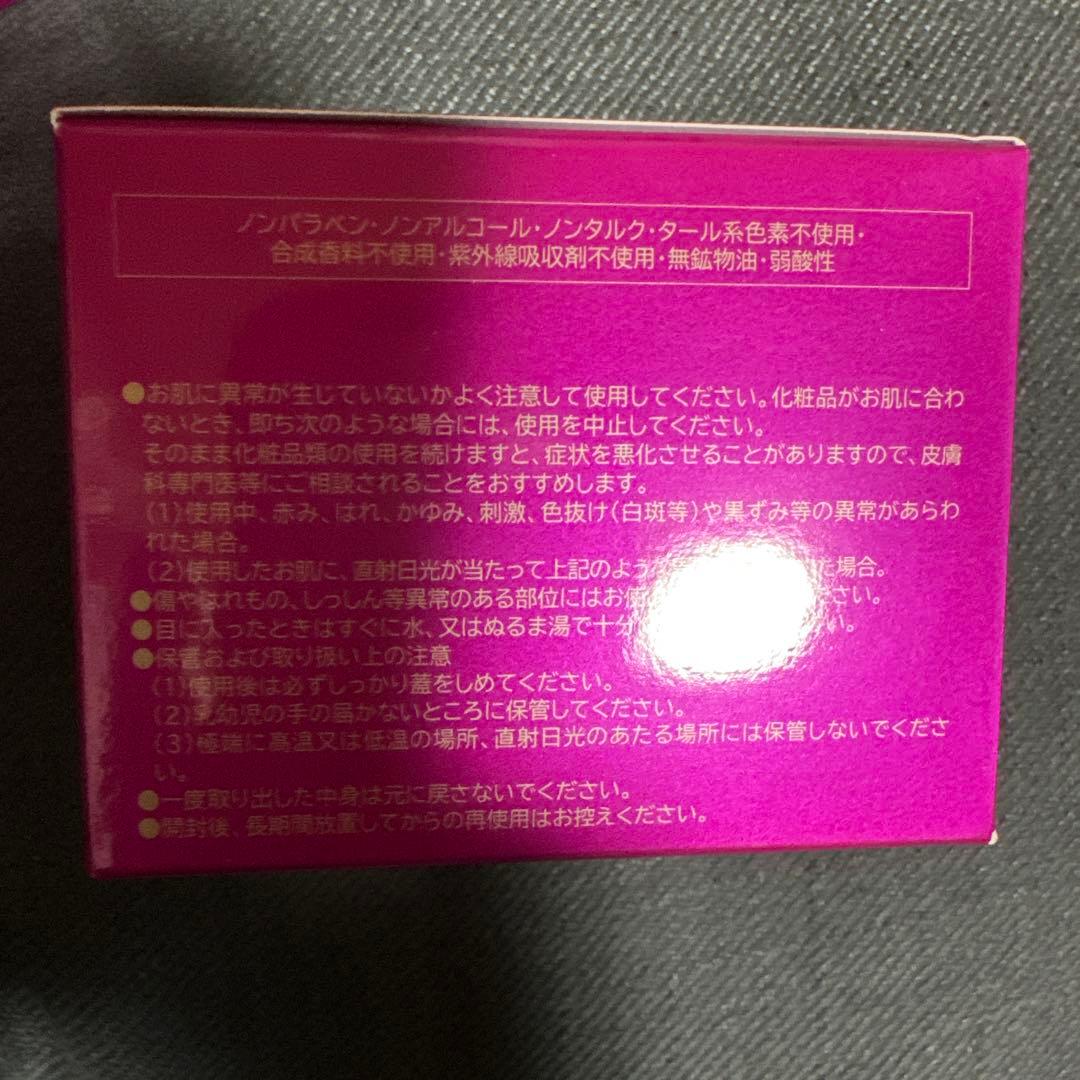 ノンパラベン・ノンアルコール・ノンタルク・タール系色素不使用・
合成香料不使用・紫外線吸収剤不使用・無鉱物油・弱酸性
●お肌に異常が生じていないかよく注意して使用してください。化粧品がお肌に合わ
ないとき、即ち次のような場合には、使用を中止してください。
そのまま化粧品類の使用を続けますと、症状を悪化させることがありますので、皮膚
科専門医等にご相談されることをおすすめします。
(1)使用中、赤み、はれ、かゆみ、刺激、色抜け(白斑等)や黒ずみ等の異常があらわ
れた場合。
(2)使用したお肌に、直射日光が当たって上記のよう た場合。
●傷やはれもの、しっしん等異常のある部位にはお使 さい。
●目に入ったときはすぐに水、又はぬるま湯で十分 い。
●保管および取り扱い上の注意
(1)使用後は必ずしっかり蓋をしめてください。
(2)乳幼児の手の届かないところに保管してください。
(3)極端に高温又は低温の場所、直射日光のあたる場所には保管しないでくださ
い。
●一度取り出した中身は元に戻さないでください。
●開封後、長期間放置してからの再使用はお控えください。